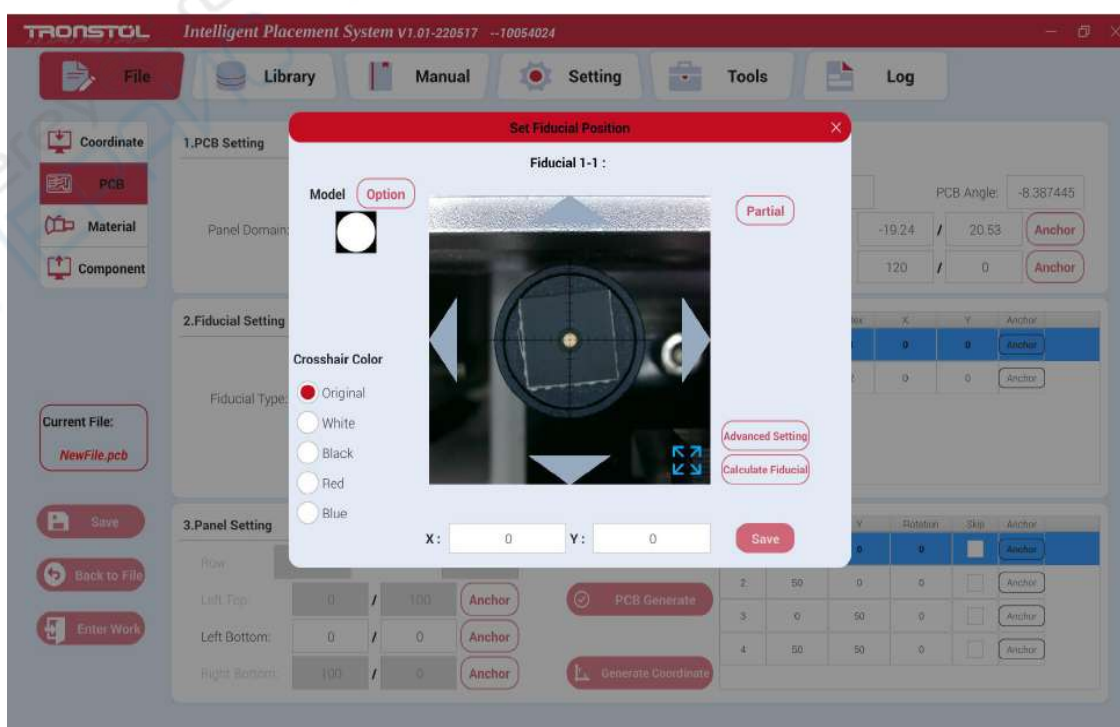 TRONSTOL Intelligent Placement System V1.01-220517 --10054024
File Library Manual Setting Tools Log
Coordinate
PCB
Material
Component
Current File:
NewFile.pcb
Save
Back to File
Enter Work
1.PCB Setting
PCB Angle: -8.387445
Panel Domain
-19.24 / 20.53 Anchor
120 / 0 Anchor
2.Fiducial Setting
X Y Anchor
0 0 Anchor
0 0 Anchor
Fiducial Type:
Set Fiducial Position
Fiducial 1-1 :
Model Option
Partial
Crosshair Color
Original
White
Black
Red
Blue
Advanced Setting
Calculate Fiducial
X : 0 Y : 0 Save
3.Panel Setting
Row
Left Top: 0 / 100 Anchor
Left Bottom: 0 / 0 Anchor
Right Bottom: 100 / 0 Anchor
PCB Generate
Generate Coordinate
Y Rotation Skip Anchor
0 0 Anchor
2 50 0 0 Anchor
3 0 50 0 Anchor
4 50 50 0 Anchor